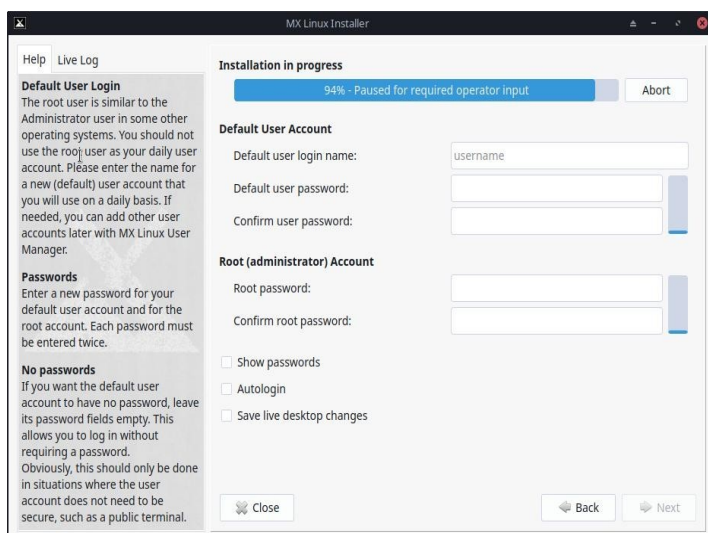 MX Linux Installer
Help
Live Log
Default User Login
The root user is similar to the
Administrator user in some other
operating systems. You should not
use the root user as your daily user
account. Please enter the name for
a new (default) user account that
you will use on a daily basis. If
needed, you can add other user
accounts later with MX Linux User
Manager.
Passwords
Enter a new password for your
default user account and for the
root account. Each password must
be entered twice.
No passwords
If you want the default user
account to have no password, leave
its password fields empty. This
allows you to log in without
requiring a password.
Obviously, this should only be done
in situations where the user
account does not need to be
secure, such as a public terminal.
Installation in progress
94% - Paused for required operator input
Abort
Default User Account
Default user login name:
username
Default user password:
Confirm user password:
Root (administrator) Account
Root password:
Confirm root password:
Show passwords
Autologin
Save live desktop changes
Close
Back
Next